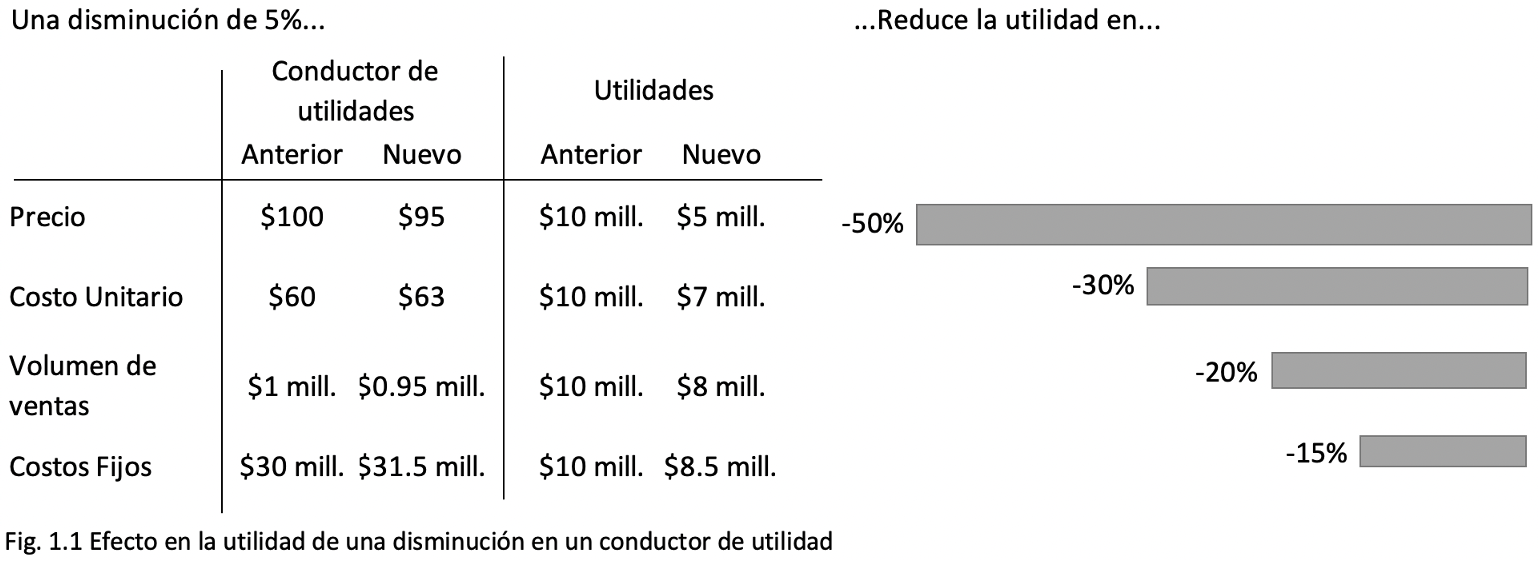 Una disminución de 5%...
...Reduce la utilidad en...
Conductor de
utilidades
Utilidades
Anterior Nuevo Anterior Nuevo
Precio $100 $95 $10 mill. $5 mill. -50%
Costo Unitario $60 $63 $10 mill. $7 mill. -30%
Volumen de
ventas
$1 mill. $0.95 mill. $10 mill. $8 mill. -20%
Costos Fijos $30 mill. $31.5 mill. $10 mill. $8.5 mill. -15%
Fig. 1.1 Efecto en la utilidad de una disminución en un conductor de utilidad